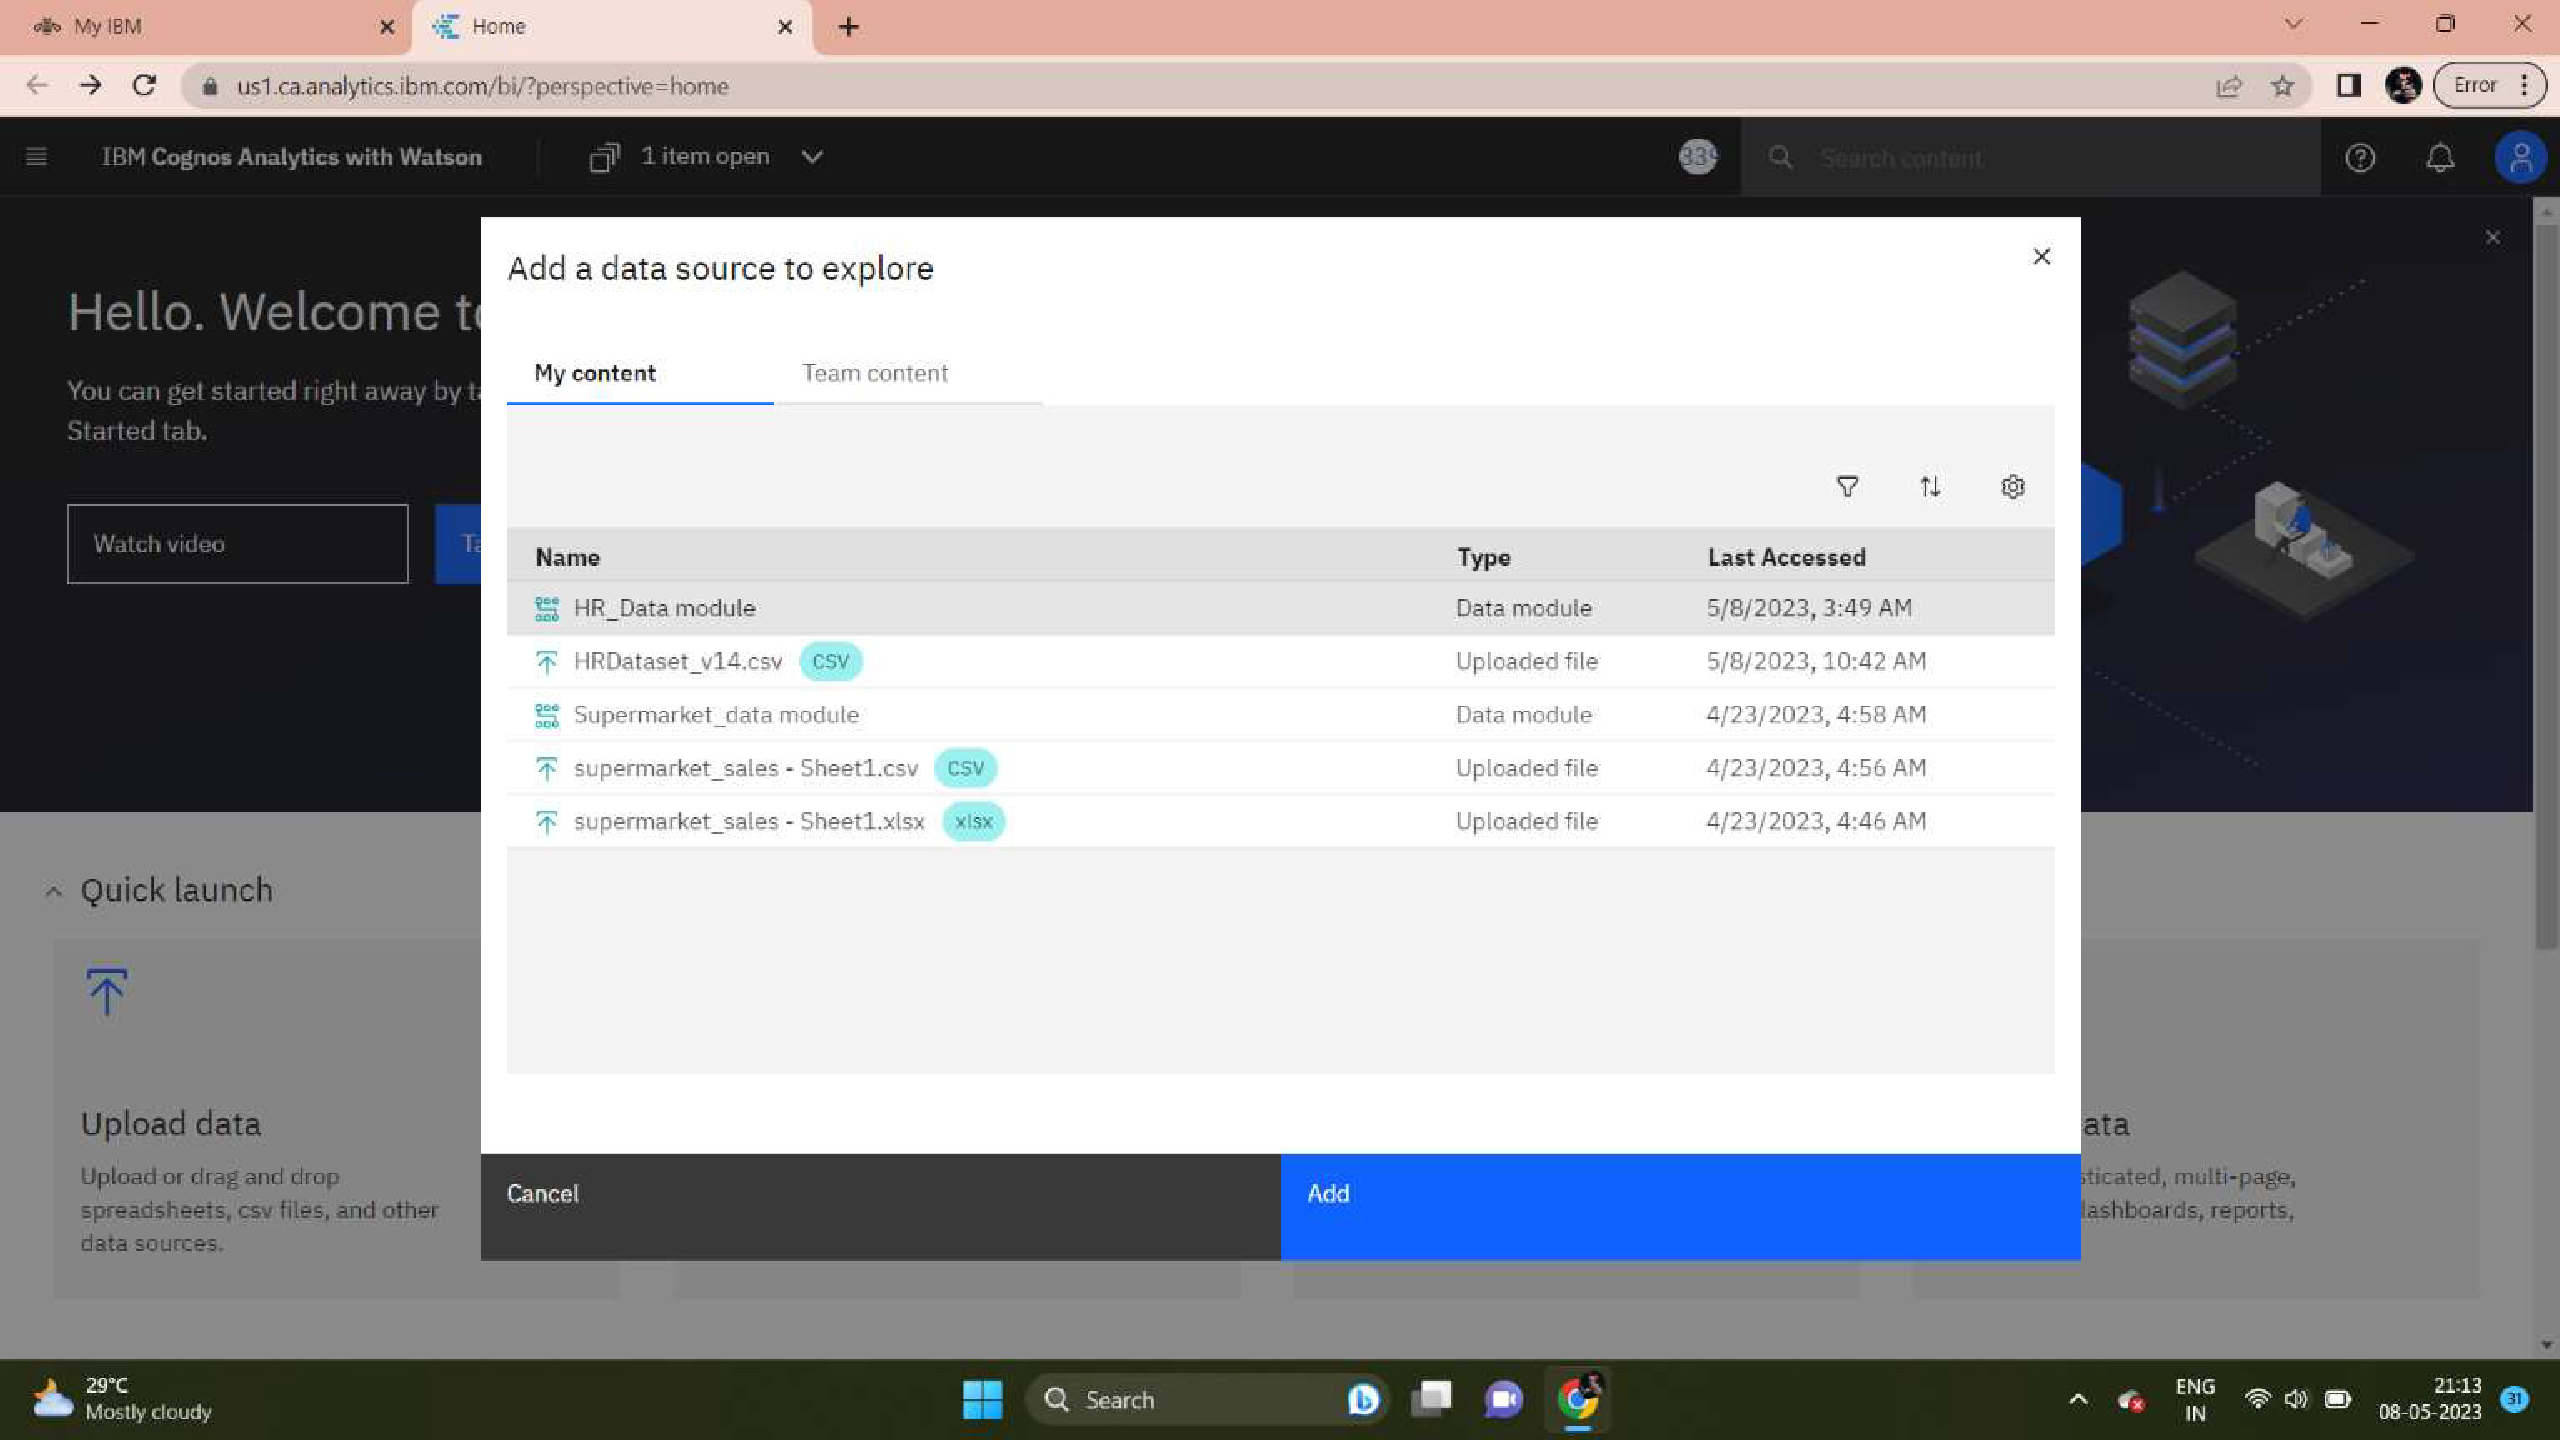 My IBM
Home
us1.ca.analytics.ibm.com/bi/?perspective=home
Error
IBM Cognos Analytics with Watson
1 item open
Search content
Hello. Welcome to
You can get started right away by ta
Started tab.
Watch video
Ta
Add a data source to explore
My content
Team content
Name Type Last Accessed
HR_Data module Data module 5/8/2023, 3:49 AM
HRDataset_v14.csv CSV Uploaded file 5/8/2023, 10:42 AM
Supermarket_data module Data module 4/23/2023, 4:58 AM
supermarket_sales - Sheet1.csv CSV Uploaded file 4/23/2023, 4:56 AM
supermarket_sales - Sheet1.xlsx xlsx Uploaded file 4/23/2023, 4:46 AM
Cancel
Add
Quick launch
Upload data
Upload or drag and drop
spreadsheets, csv files, and other
data sources.
ata
sticated, multi-page,
lashboards, reports,
29°C
Mostly cloudy
Search
ENG
IN
21:13
08-05-2023
31